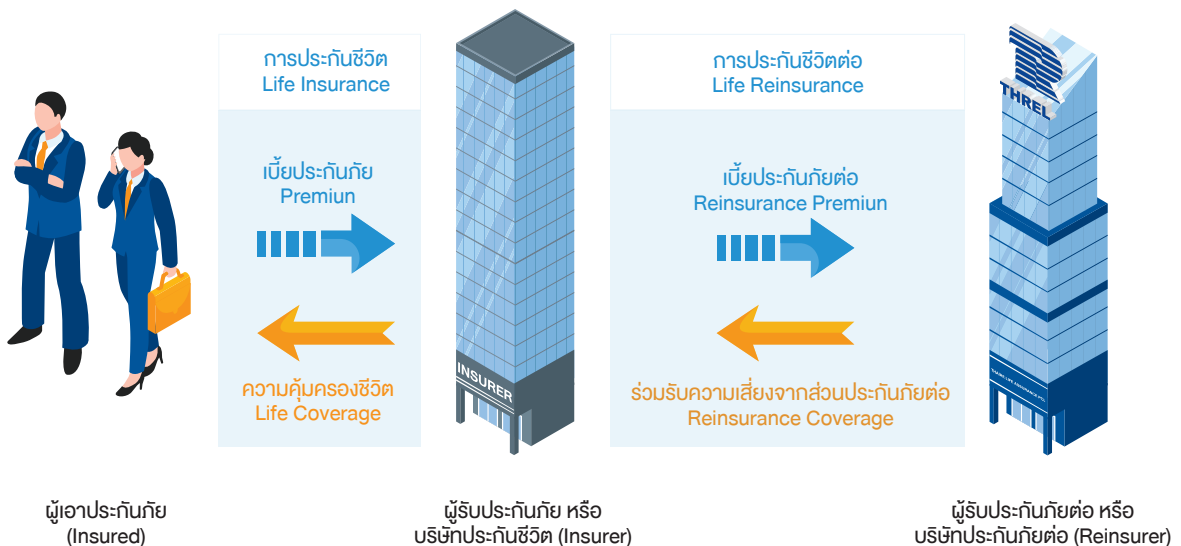 การประกันชีวิต
Life Insurance
การประกันชีวิตต่อ
Life Reinsurance
THREL
เบี้ยประกันภัย
Premiun
เบี้ยประกันภัยต่อ
Reinsurance Premiun
INSURER
ความคุ้มครองชีวิต
Life Coverage
ร่วมรับความเสี่ยงจากส่วนประกันภัยต่อ
Reinsurance Coverage
ผู้เอาประกันภัย
(Insured)
ผู้รับประกันภัย หรือ
บริษัทประกันชีวิต (Insurer)
ผู้รับประกันภัยต่อ หรือ
บริษัทประกันภัยต่อ (Reinsurer)